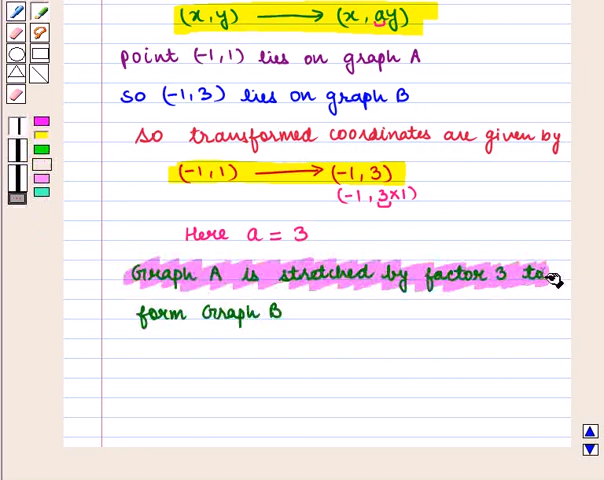 (x, y) ⟶ (x, ay)
point (-1, 1) lies on graph A
so (-1, 3) lies on graph B
so transformed coordinates are given by
(-1, 1) ⟶ (-1, 3)
(-1, 3×1)
Here a = 3
Graph A is stretched by factor 3 to
form Graph B